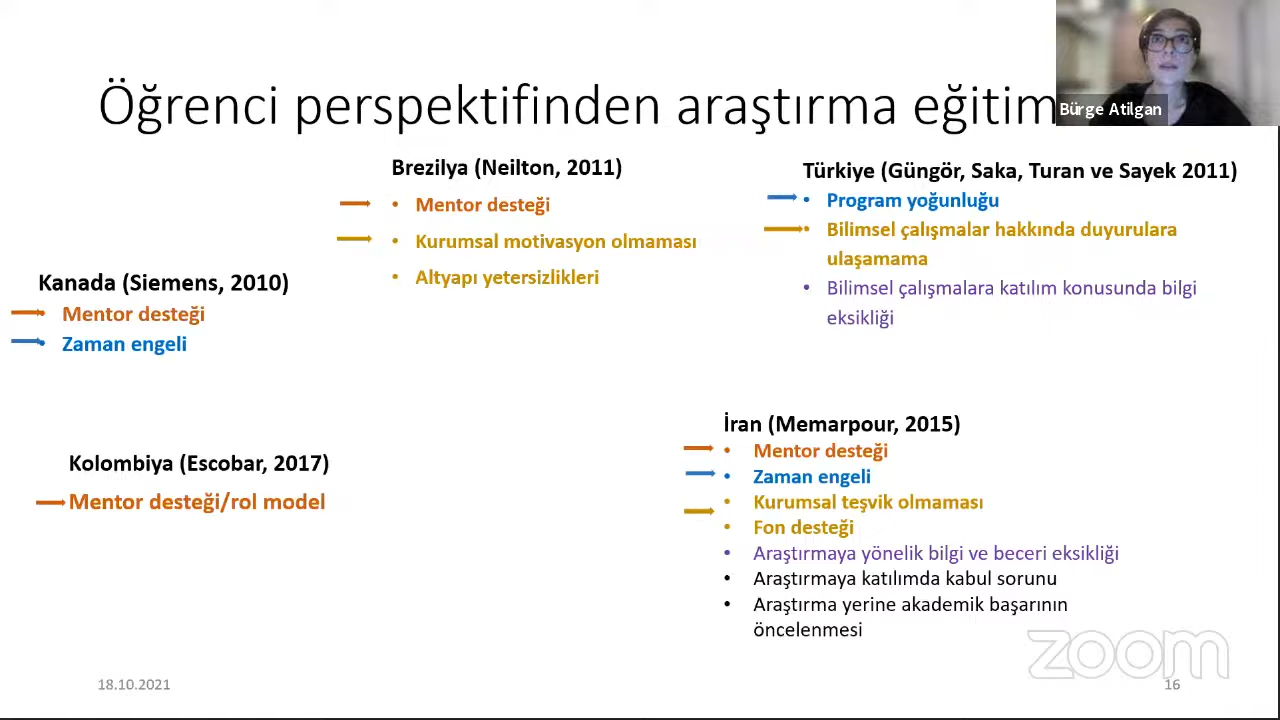 Öğrenci perspektifinden araştırma eğitim
Bürge Atilgan
Brezilya (Neilton, 2011)
• Mentor desteği
• Kurumsal motivasyon olmaması
• Altyapı yetersizlikleri
Türkiye (Güngör, Saka, Turan ve Sayek 2011)
• Program yoğunluğu
• Bilimsel çalışmalar hakkında duyurulara
ulaşamama
• Bilimsel çalışmalara katılım konusunda bilgi
eksikliği
Kanada (Siemens, 2010)
• Mentor desteği
• Zaman engeli
Kolombiya (Escobar, 2017)
Mentor desteği/rol model
İran (Memarpour, 2015)
• Mentor desteği
• Zaman engeli
• Kurumsal teşvik olmaması
• Fon desteği
• Araştırmaya yönelik bilgi ve beceri eksikliği
• Araştırmaya katılımda kabul sorunu
• Araştırma yerine akademik başarının
öncelenmesi
zoom
18.10.2021
16